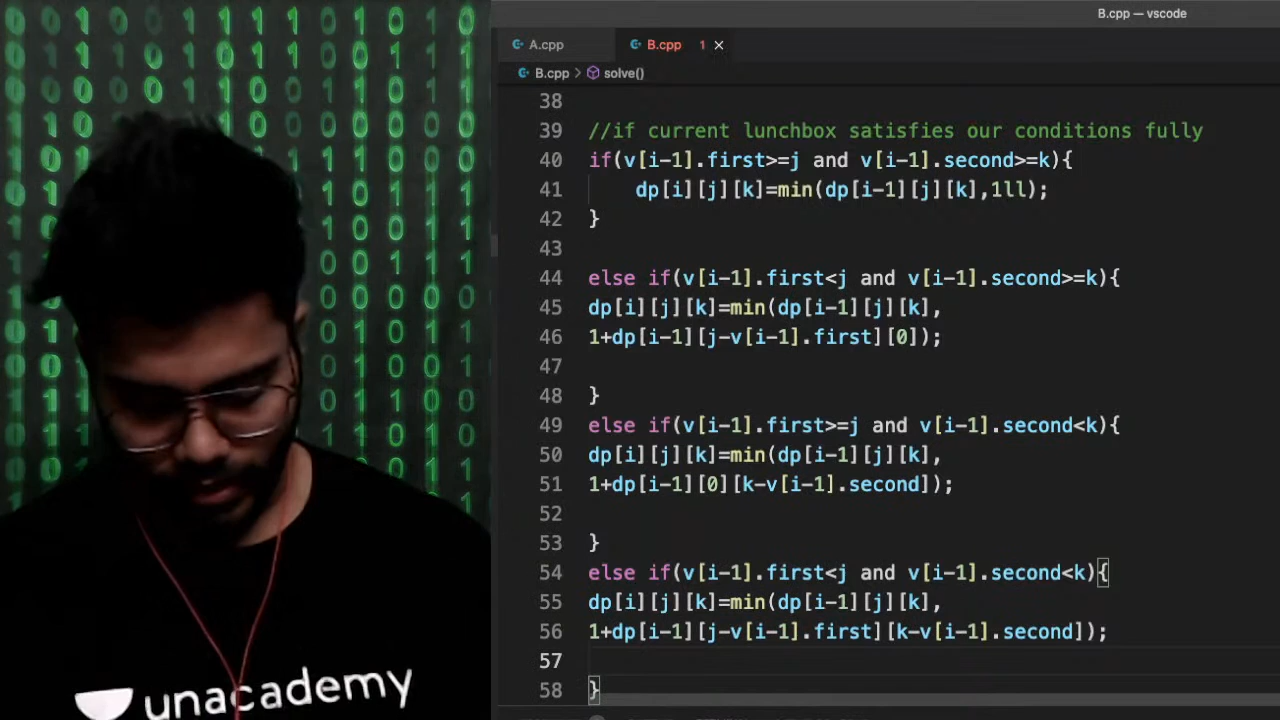 B.cpp — vscode
A.cpp
B.cpp 1
B.cpp > solve()
38
39 //if current lunchbox satisfies our conditions fully
40 if(v[i-1].first>=j and v[i-1].second>=k){
41 dp[i][j][k]=min(dp[i-1][j][k],1ll);
42 }
43
44 else if(v[i-1].first<j and v[i-1].second>=k){
45 dp[i][j][k]=min(dp[i-1][j][k],
46 1+dp[i-1][j-v[i-1].first][0]);
47
48 }
49 else if(v[i-1].first>=j and v[i-1].second<k){
50 dp[i][j][k]=min(dp[i-1][j][k],
51 1+dp[i-1][0][k-v[i-1].second]);
52
53 }
54 else if(v[i-1].first<j and v[i-1].second<k){
55 dp[i][j][k]=min(dp[i-1][j][k],
56 1+dp[i-1][j-v[i-1].first][k-v[i-1].second]);
57
58 }
unacademy